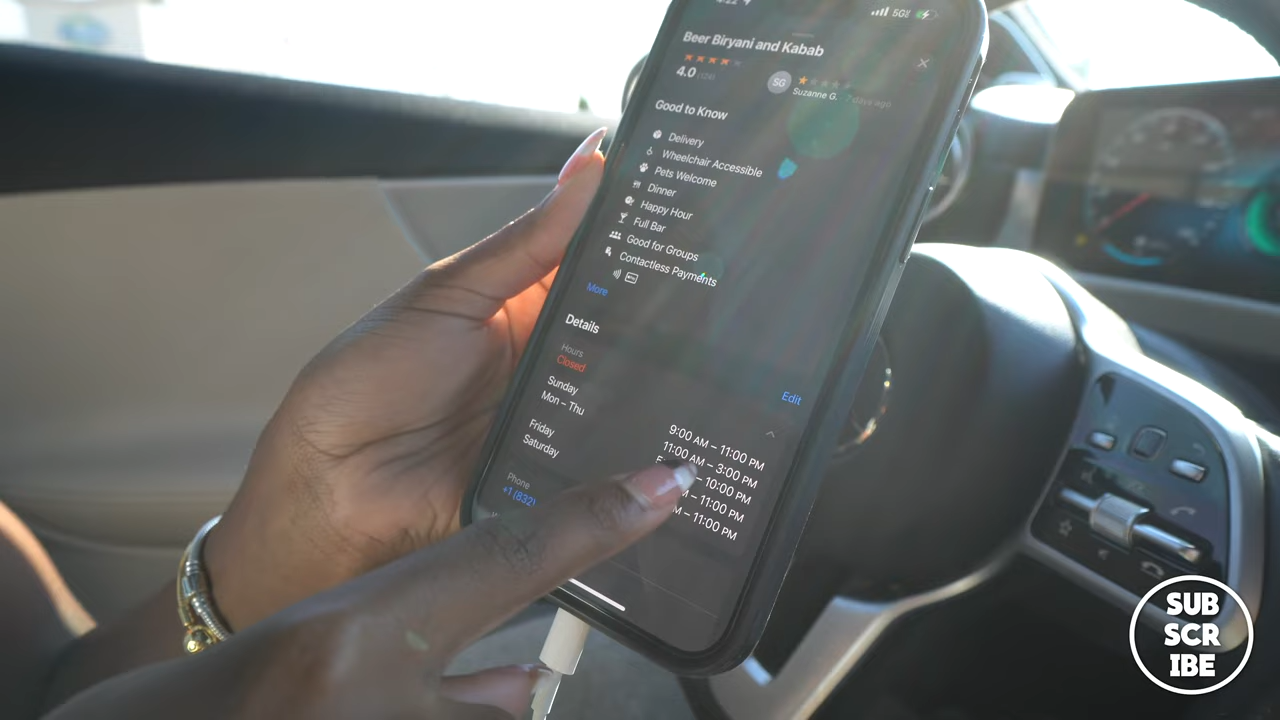 5G
Beer Biryani and Kabab
4.0
SG
Suzanne G. 7 days ago
Good to Know
Delivery
Wheelchair Accessible
Pets Welcome
Dinner
Happy Hour
Full Bar
Good for Groups
Contactless Payments
More
Details
Hours
Closed
Edit
Sunday
9:00 AM – 11:00 PM
Mon – Thu
11:00 AM – 3:00 PM
– 10:00 PM
Friday
– 11:00 PM
Saturday
– 11:00 PM
Phone
+1 (832)
SUB
SCR
IBE